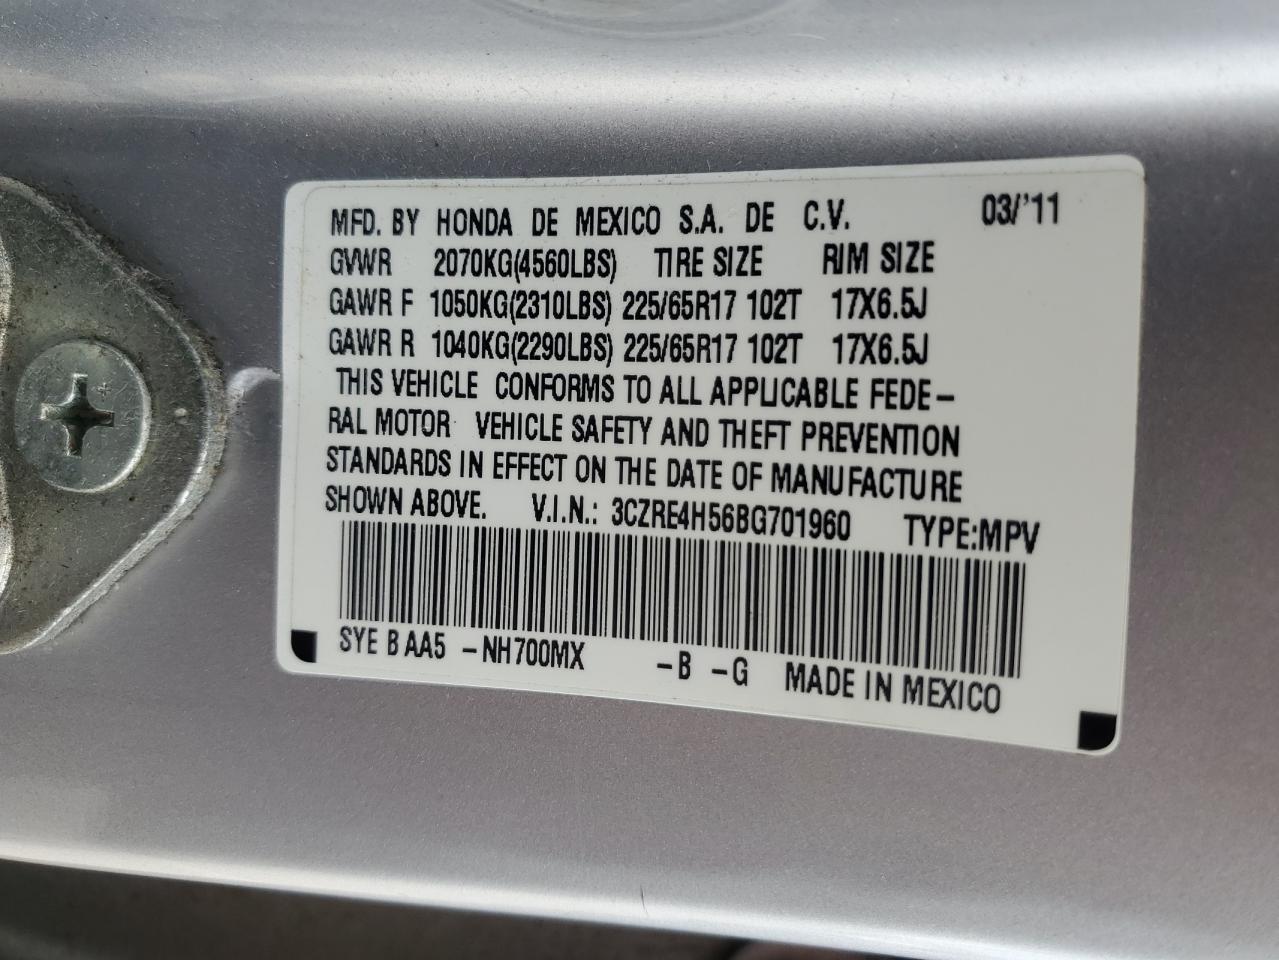 MFD. BY HONDA DE MEXICO S.A. DE C.V. 03/'11
GVWR 2070KG(4560LBS) TIRE SIZE RIM SIZE
GAWR F 1050KG(2310LBS) 225/65R17 102T 17X6.5J
GAWR R 1040KG(2290LBS) 225/65R17 102T 17X6.5J
THIS VEHICLE CONFORMS TO ALL APPLICABLE FEDE-
RAL MOTOR VEHICLE SAFETY AND THEFT PREVENTION
STANDARDS IN EFFECT ON THE DATE OF MANUFACTURE
SHOWN ABOVE. V.I.N.: 3CZRE4H56BG701960 TYPE:MPV
SYE B AA5 -NH700MX -B -G MADE IN MEXICO